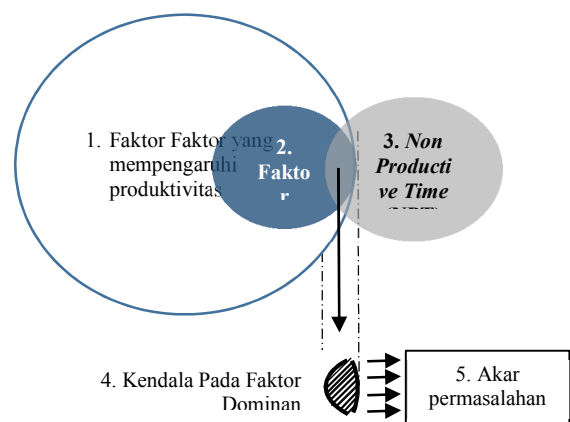 1. Faktor Faktor yang
mempengaruhi
produktivitas
2.
Fakto
r
3. Non
Producti
ve Time
4. Kendala Pada Faktor
Dominan
5. Akar
permasalahan